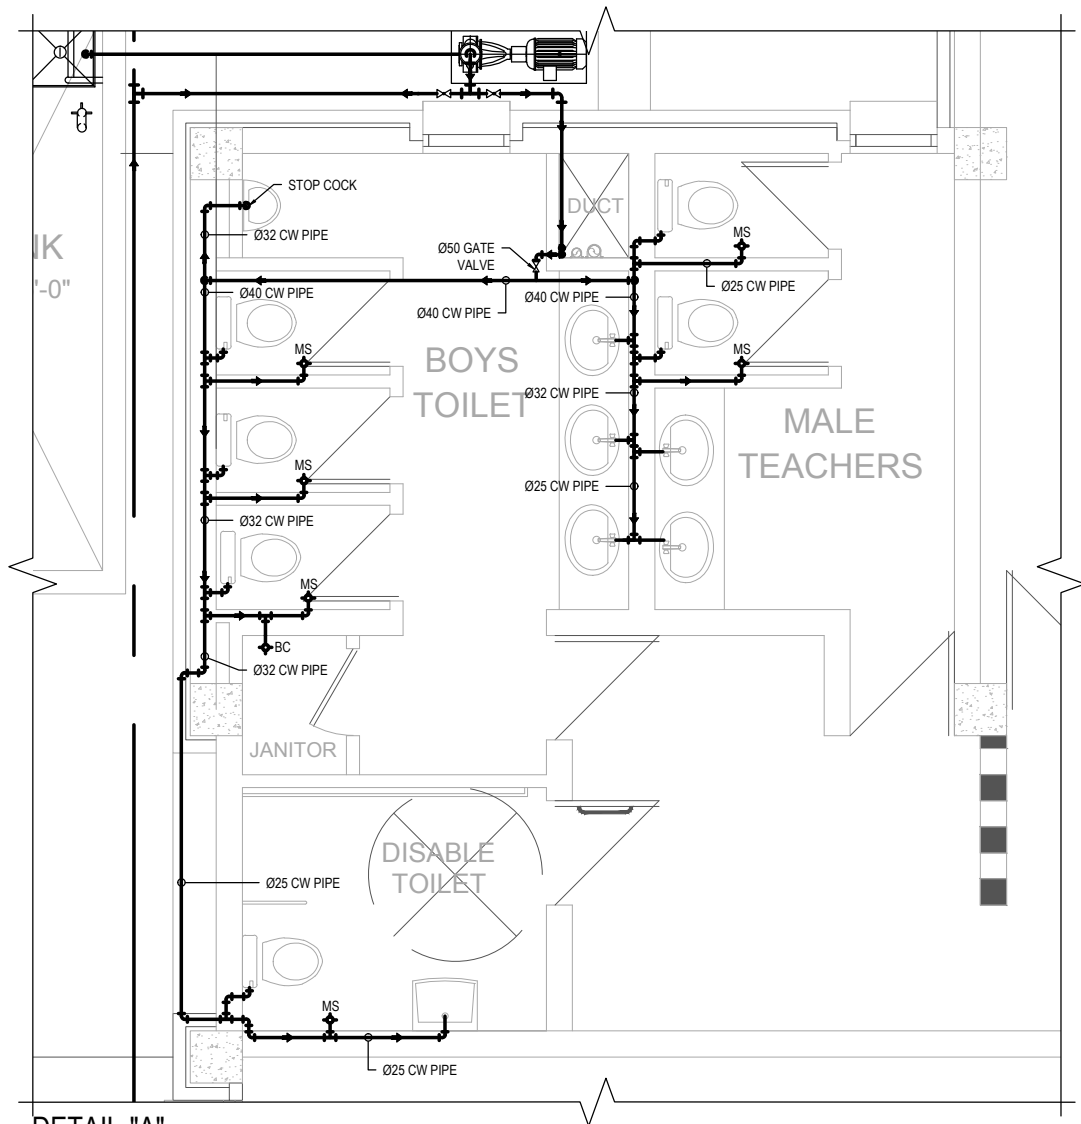 STOP COCK
DUCT
Ø32 CW PIPE
MS
Ø50 GATE
VALVE
NK
'-0"
Ø25 CW PIPE
Ø40 CW PIPE
Ø40 CW PIPE
Ø40 CW PIPE
MS
MS
BOYS
TOILET
Ø32 CW PIPE
MALE
TEACHERS
MS
Ø25 CW PIPE
Ø32 CW PIPE
MS
BC
Ø32 CW PIPE
JANITOR
DISABLE
TOILET
Ø25 CW PIPE
MS
Ø25 CW PIPE
DETAIL "A"